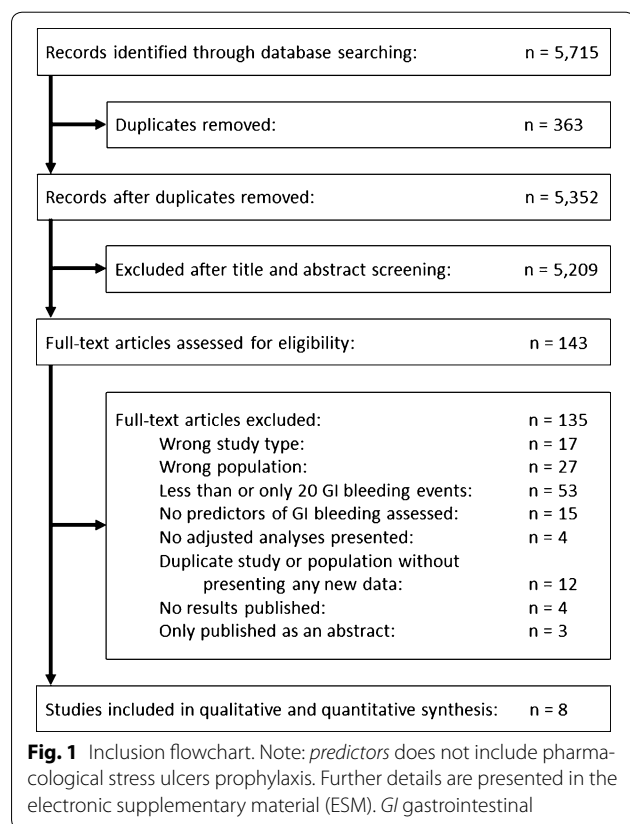 Records identified through database searching: n = 5,715
Duplicates removed: n = 363
Records after duplicates removed: n = 5,352
Excluded after title and abstract screening: n = 5,209
Full-text articles assessed for eligibility: n = 143
Full-text articles excluded: n = 135
Wrong study type: n = 17
Wrong population: n = 27
Less than or only 20 GI bleeding events: n = 53
No predictors of GI bleeding assessed: n = 15
No adjusted analyses presented: n = 4
Duplicate study or population without
presenting any new data: n = 12
No results published: n = 4
Only published as an abstract: n = 3
Studies included in qualitative and quantitative synthesis: n = 8
Fig. 1 Inclusion flowchart. Note: predictors does not include pharma-
cological stress ulcers prophylaxis. Further details are presented in the
electronic supplementary material (ESM). GI gastrointestinal